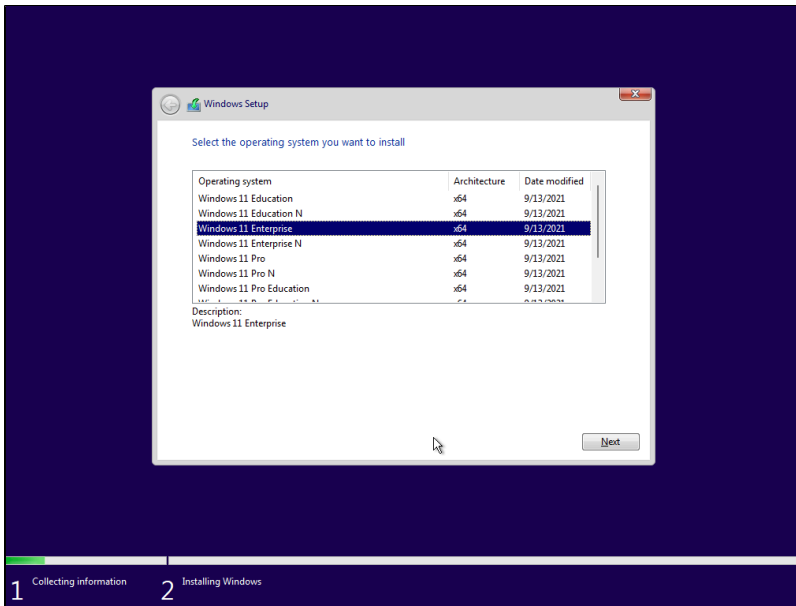 Windows Setup
Select the operating system you want to install
Operating system Architecture Date modified
Windows 11 Education x64 9/13/2021
Windows 11 Education N x64 9/13/2021
Windows 11 Enterprise x64 9/13/2021
Windows 11 Enterprise N x64 9/13/2021
Windows 11 Pro x64 9/13/2021
Windows 11 Pro N x64 9/13/2021
Windows 11 Pro Education x64 9/13/2021
Description:
Windows 11 Enterprise
Next
1 Collecting information 2 Installing Windows